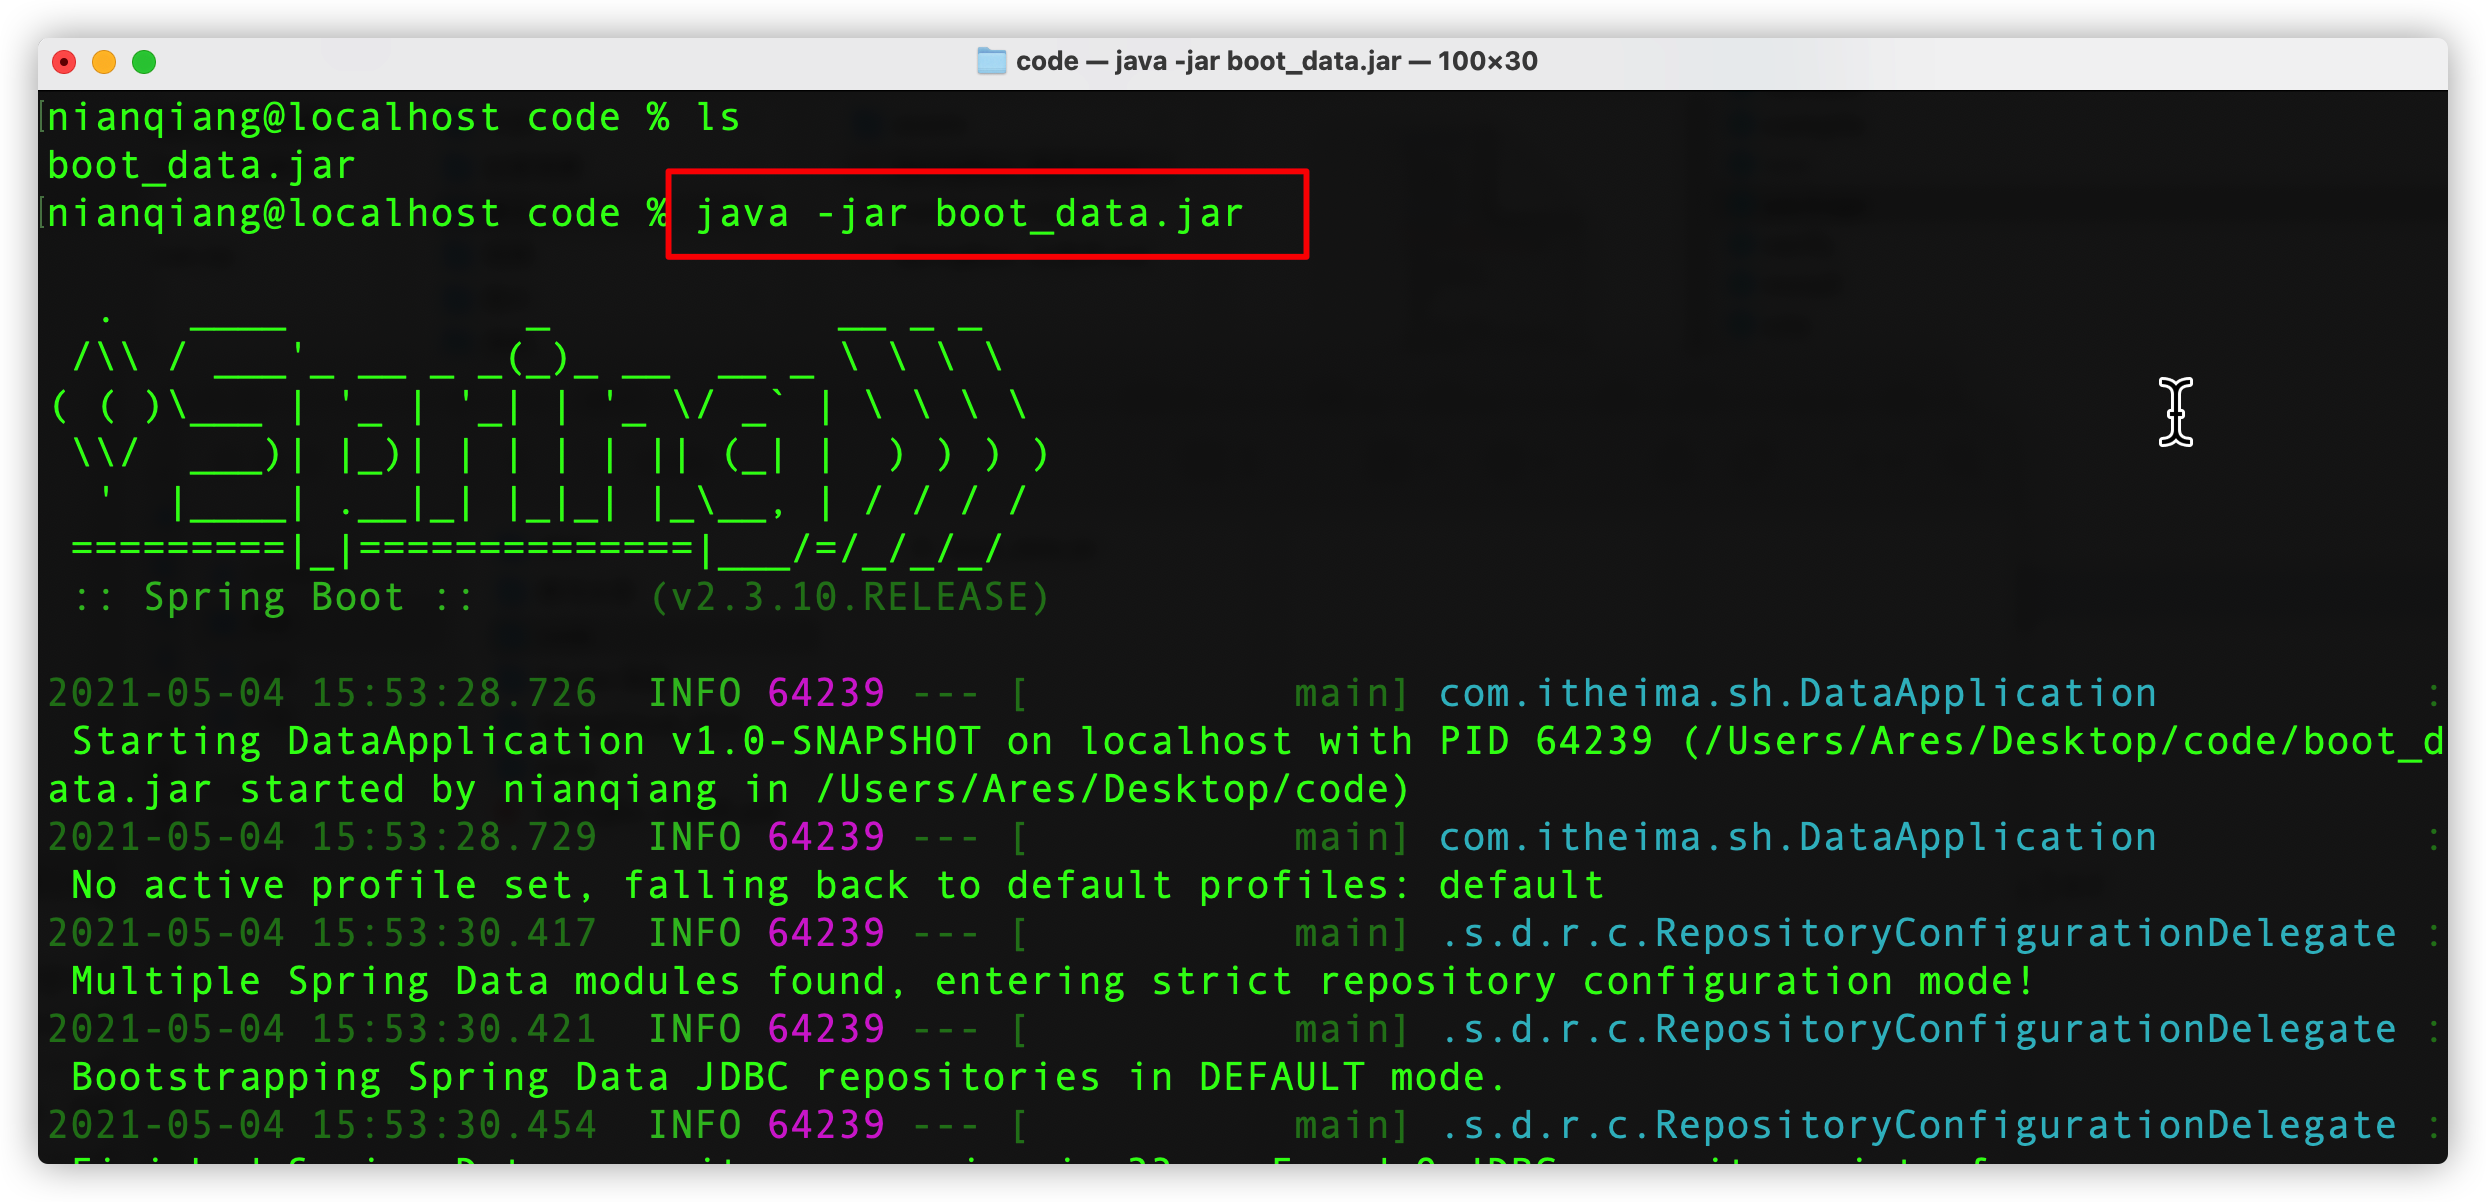 code — java -jar boot_data.jar — 100×30
[nianqiang@localhost code % ls
boot_data.jar
[nianqiang@localhost code % java -jar boot_data.jar
  .   ____          _            __ _ _
 /\\ / ___'_ __ _ _(_)_ __  __ _ \ \ \ \
( ( )\___ | '_ | '_| | '_ \/ _` | \ \ \ \
 \\/  ___)| |_)| | | | | || (_| |  ) ) ) )
  '  |____| .__|_| |_|_| |_\__, | / / / /
 =========|_|==============|___/=/_/_/_/
 :: Spring Boot ::       (v2.3.10.RELEASE)
2021-05-04 15:53:28.726  INFO 64239 --- [           main] com.itheima.sh.DataApplication           :
 Starting DataApplication v1.0-SNAPSHOT on localhost with PID 64239 (/Users/Ares/Desktop/code/boot_d
ata.jar started by nianqiang in /Users/Ares/Desktop/code)
2021-05-04 15:53:28.729  INFO 64239 --- [           main] com.itheima.sh.DataApplication           :
 No active profile set, falling back to default profiles: default
2021-05-04 15:53:30.417  INFO 64239 --- [           main] .s.d.r.c.RepositoryConfigurationDelegate :
 Multiple Spring Data modules found, entering strict repository configuration mode!
2021-05-04 15:53:30.421  INFO 64239 --- [           main] .s.d.r.c.RepositoryConfigurationDelegate :
 Bootstrapping Spring Data JDBC repositories in DEFAULT mode.
2021-05-04 15:53:30.454  INFO 64239 --- [           main] .s.d.r.c.RepositoryConfigurationDelegate :